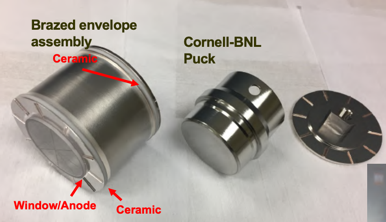 Brazed envelope
assembly
Ceramic
Cornell-BNL
Puck
Window/Anode
Ceramic